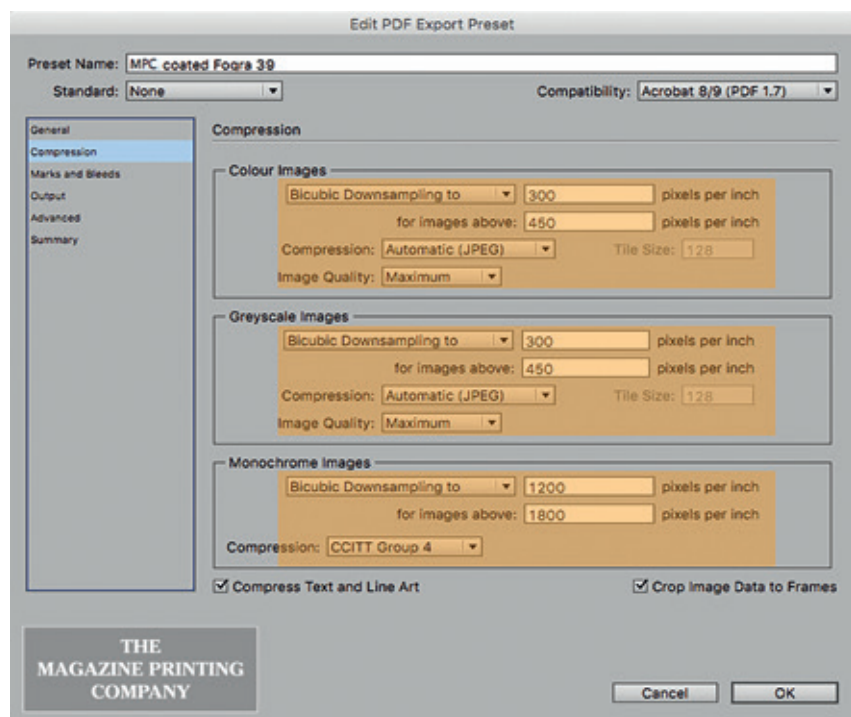 Edit PDF Export Preset
Preset Name: MPC coated Fogra 39
Standard: None Compatibility: Acrobat 8/9 (PDF 1.7)
General
Compression
Marks and Bleeds
Output
Advanced
Summary
Compression
Colour Images
Bicubic Downsampling to 300 pixels per inch
for images above: 450 pixels per inch
Compression: Automatic (JPEG) Tile Size: 128
Image Quality: Maximum
Greyscale Images
Bicubic Downsampling to 300 pixels per inch
for images above: 450 pixels per inch
Compression: Automatic (JPEG) Tile Size: 128
Image Quality: Maximum
Monochrome Images
Bicubic Downsampling to 1200 pixels per inch
for images above: 1800 pixels per inch
Compression: CCITT Group 4
Compress Text and Line Art Crop Image Data to Frames
THE
MAGAZINE PRINTING
COMPANY
Cancel OK